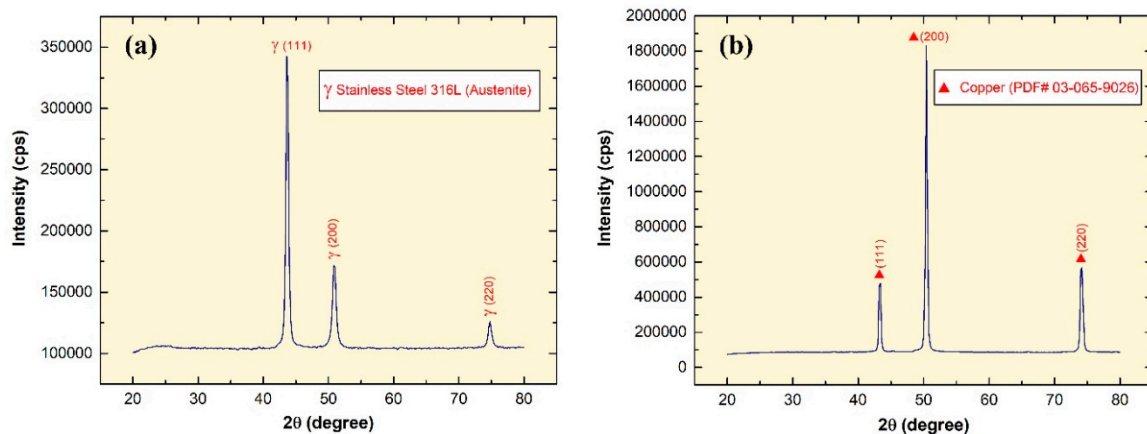 (a)
γ (111)
γ Stainless Steel 316L (Austenite)
γ (200)
γ (220)
350000
300000
250000
200000
150000
100000
Intensity (cps)
20 30 40 50 60 70 80
2θ (degree)
(b)
▲(200)
▲ Copper (PDF# 03-065-9026)
▲(111)
▲(220)
2000000
1800000
1600000
1400000
1200000
1000000
800000
600000
400000
200000
0
Intensity (cps)
20 30 40 50 60 70 80
2θ (degree)